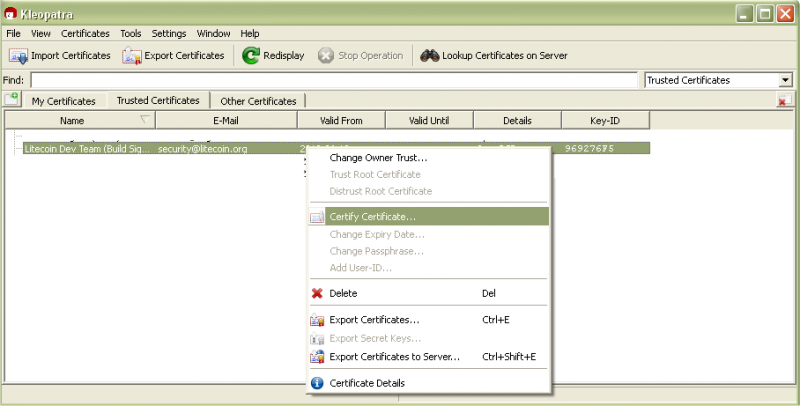 Kleopatra
File View Certificates Tools Settings Window Help
Import Certificates Export Certificates Redisplay Stop Operation Lookup Certificates on Server
Find: Trusted Certificates
My Certificates Trusted Certificates Other Certificates
Name E-Mail Valid From Valid Until Details Key-ID
Litecoin Dev Team (Build Sig... security@litecoin.org 969276F5
Change Owner Trust...
Trust Root Certificate
Distrust Root Certificate
Certify Certificate...
Change Expiry Date...
Change Passphrase...
Add User-ID...
Delete Del
Export Certificates... Ctrl+E
Export Secret Keys...
Export Certificates to Server... Ctrl+Shift+E
Certificate Details